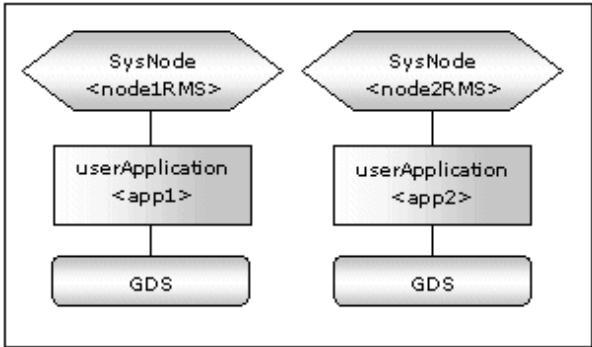 SysNode
<node1RMS>
userApplication
<app1>
GDS
SysNode
<node2RMS>
userApplication
<app2>
GDS